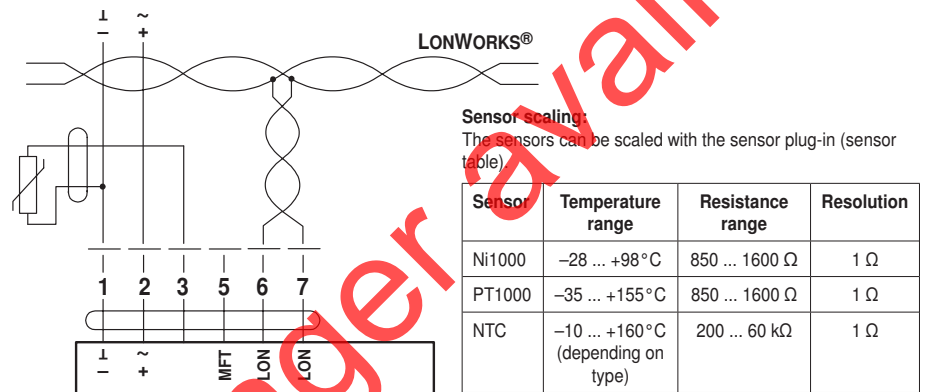 ⊥ ~
– +
LONWORKS®
Sensor scaling:
The sensors can be scaled with the sensor plug-in (sensor
table).
Sensor Temperature range Resistance range Resolution
Ni1000 –28 ... +98°C 850 ... 1600 Ω 1 Ω
PT1000 –35 ... +155°C 850 ... 1600 Ω 1 Ω
NTC –10 ... +160°C (depending on type) 200 ... 60 kΩ 1 Ω
1 2 3 5 6 7
⊥ ~ MFT LON LON
– +
nger avail